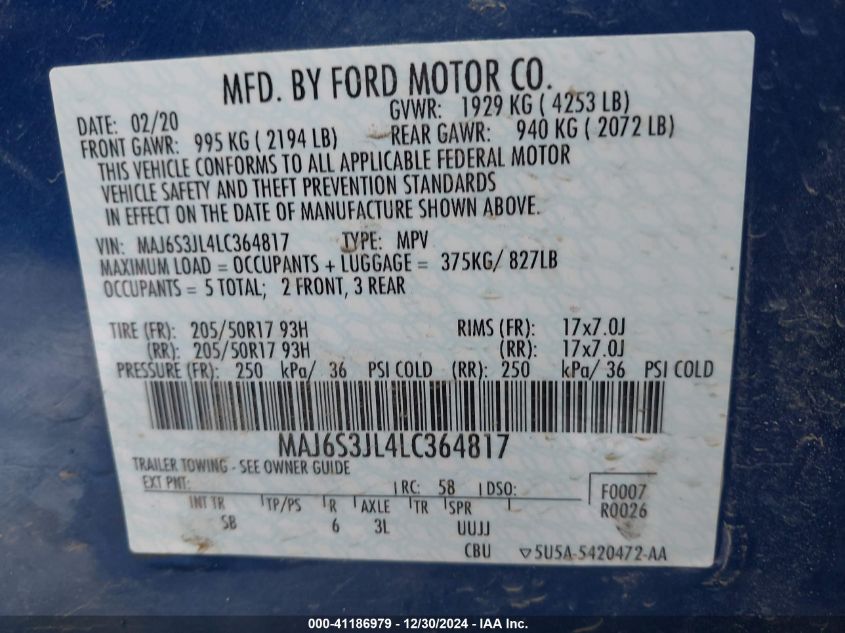 MFD. BY FORD MOTOR CO.
DATE: 02/20 GVWR: 1929 KG ( 4253 LB)
FRONT GAWR: 995 KG ( 2194 LB) REAR GAWR: 940 KG ( 2072 LB)
THIS VEHICLE CONFORMS TO ALL APPLICABLE FEDERAL MOTOR
VEHICLE SAFETY AND THEFT PREVENTION STANDARDS
IN EFFECT ON THE DATE OF MANUFACTURE SHOWN ABOVE.
VIN: MAJ6S3JL4LC364817 TYPE: MPV
MAXIMUM LOAD = OCCUPANTS + LUGGAGE = 375KG/ 827LB
OCCUPANTS = 5 TOTAL; 2 FRONT, 3 REAR
TIRE (FR): 205/50R17 93H RIMS (FR): 17x7.0J
(RR): 205/50R17 93H (RR): 17x7.0J
PRESSURE (FR): 250 kPa/ 36 PSI COLD (RR): 250 kPa/ 36 PSI COLD
MAJ6S3JL4LC364817
TRAILER TOWING - SEE OWNER GUIDE
EXT PNT: RC: 58 DSO: F0007
INT TR TP/PS R AXLE TR SPR R0026
SB 6 3L UUJJ
CBU ▽5U5A-5420472-AA
000-41186979 - 12/30/2024 - IAA Inc.